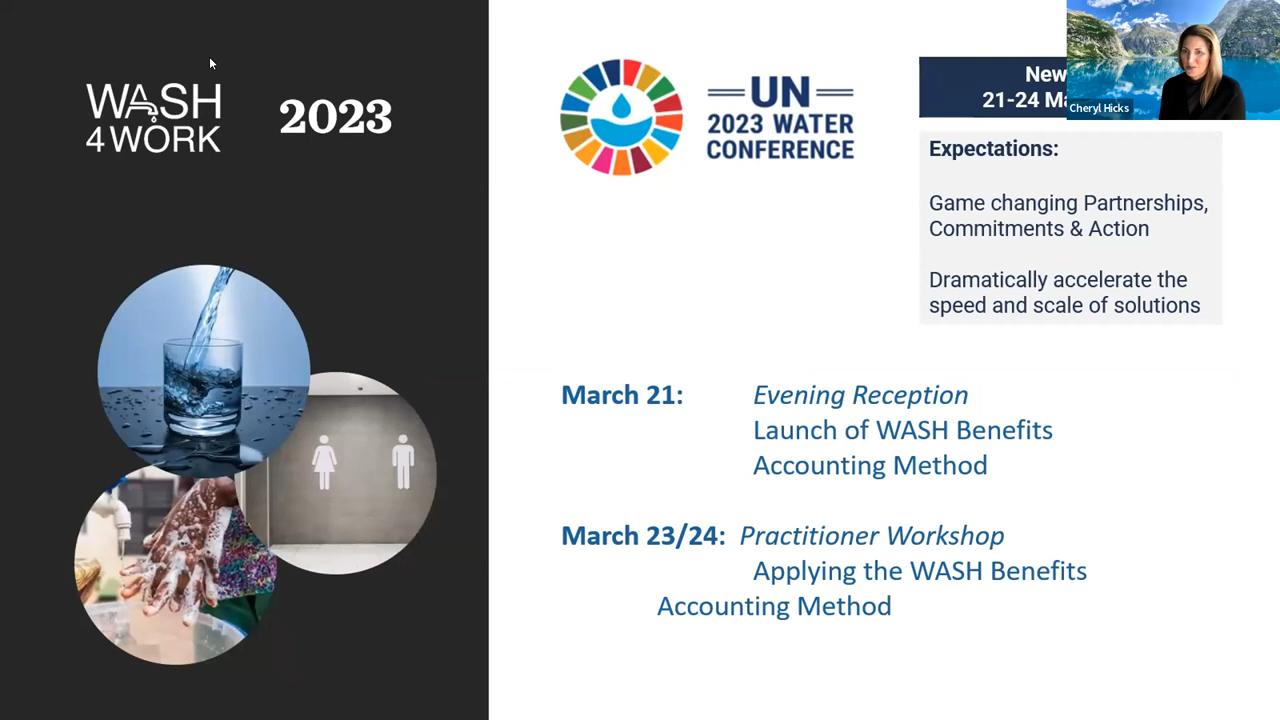 WASH
4WORK
2023
UN
2023 WATER
CONFERENCE
New
21-24
Cheryl Hicks
Expectations:
Game changing Partnerships,
Commitments & Action
Dramatically accelerate the
speed and scale of solutions
March 21: Evening Reception
Launch of WASH Benefits
Accounting Method
March 23/24: Practitioner Workshop
Applying the WASH Benefits
Accounting Method